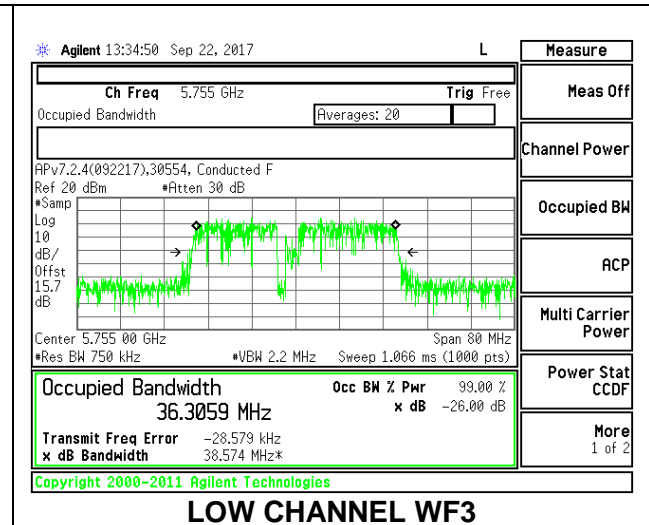 Agilent 13:34:50 Sep 22, 2017 L
Measure
Ch Freq 5.755 GHz Trig Free
Meas Off
Occupied Bandwidth Averages: 20
Channel Power
APv7.2.4(092217),30554, Conducted F
Ref 20 dBm #Atten 30 dB
#Samp
Occupied BW
Log
10
dB/
ACP
Offst
15.7
dB
Multi Carrier
Power
Center 5.755 00 GHz Span 80 MHz
#Res BW 750 kHz #VBW 2.2 MHz Sweep 1.066 ms (1000 pts)
Power Stat
CCDF
Occupied Bandwidth Occ BW % Pwr 99.00 %
36.3059 MHz x dB -26.00 dB
More
1 of 2
Transmit Freq Error -28.579 kHz
x dB Bandwidth 38.574 MHz*
Copyright 2000-2011 Agilent Technologies
LOW CHANNEL WF3